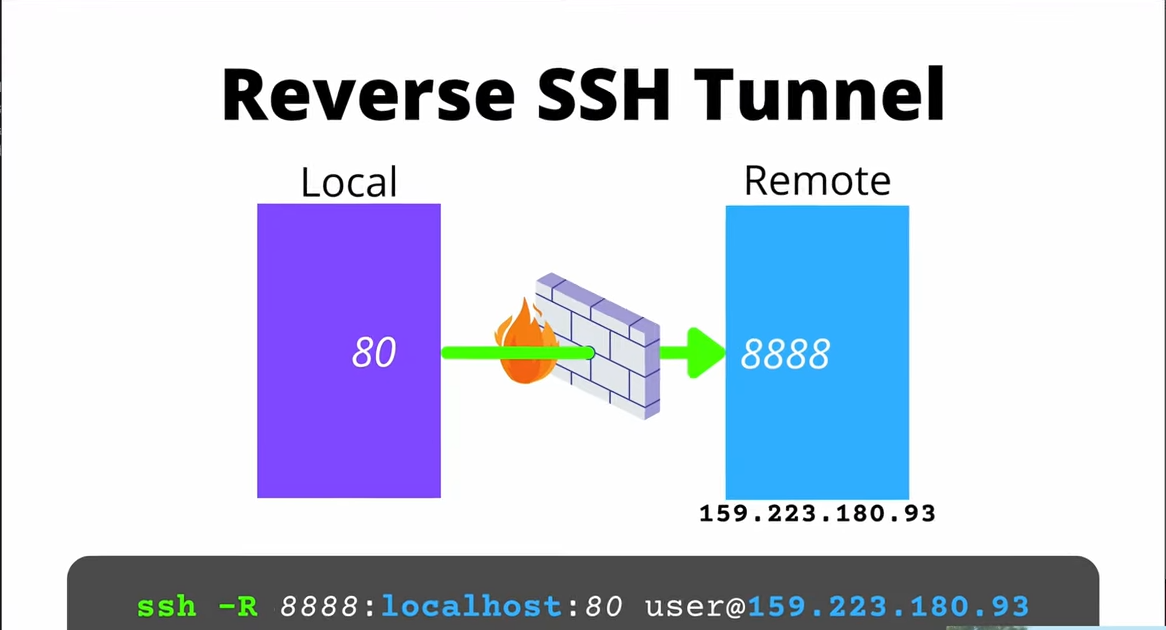 Reverse SSH Tunnel
Local
Remote
80
8888
159.223.180.93
ssh -R 8888:localhost:80 user@159.223.180.93